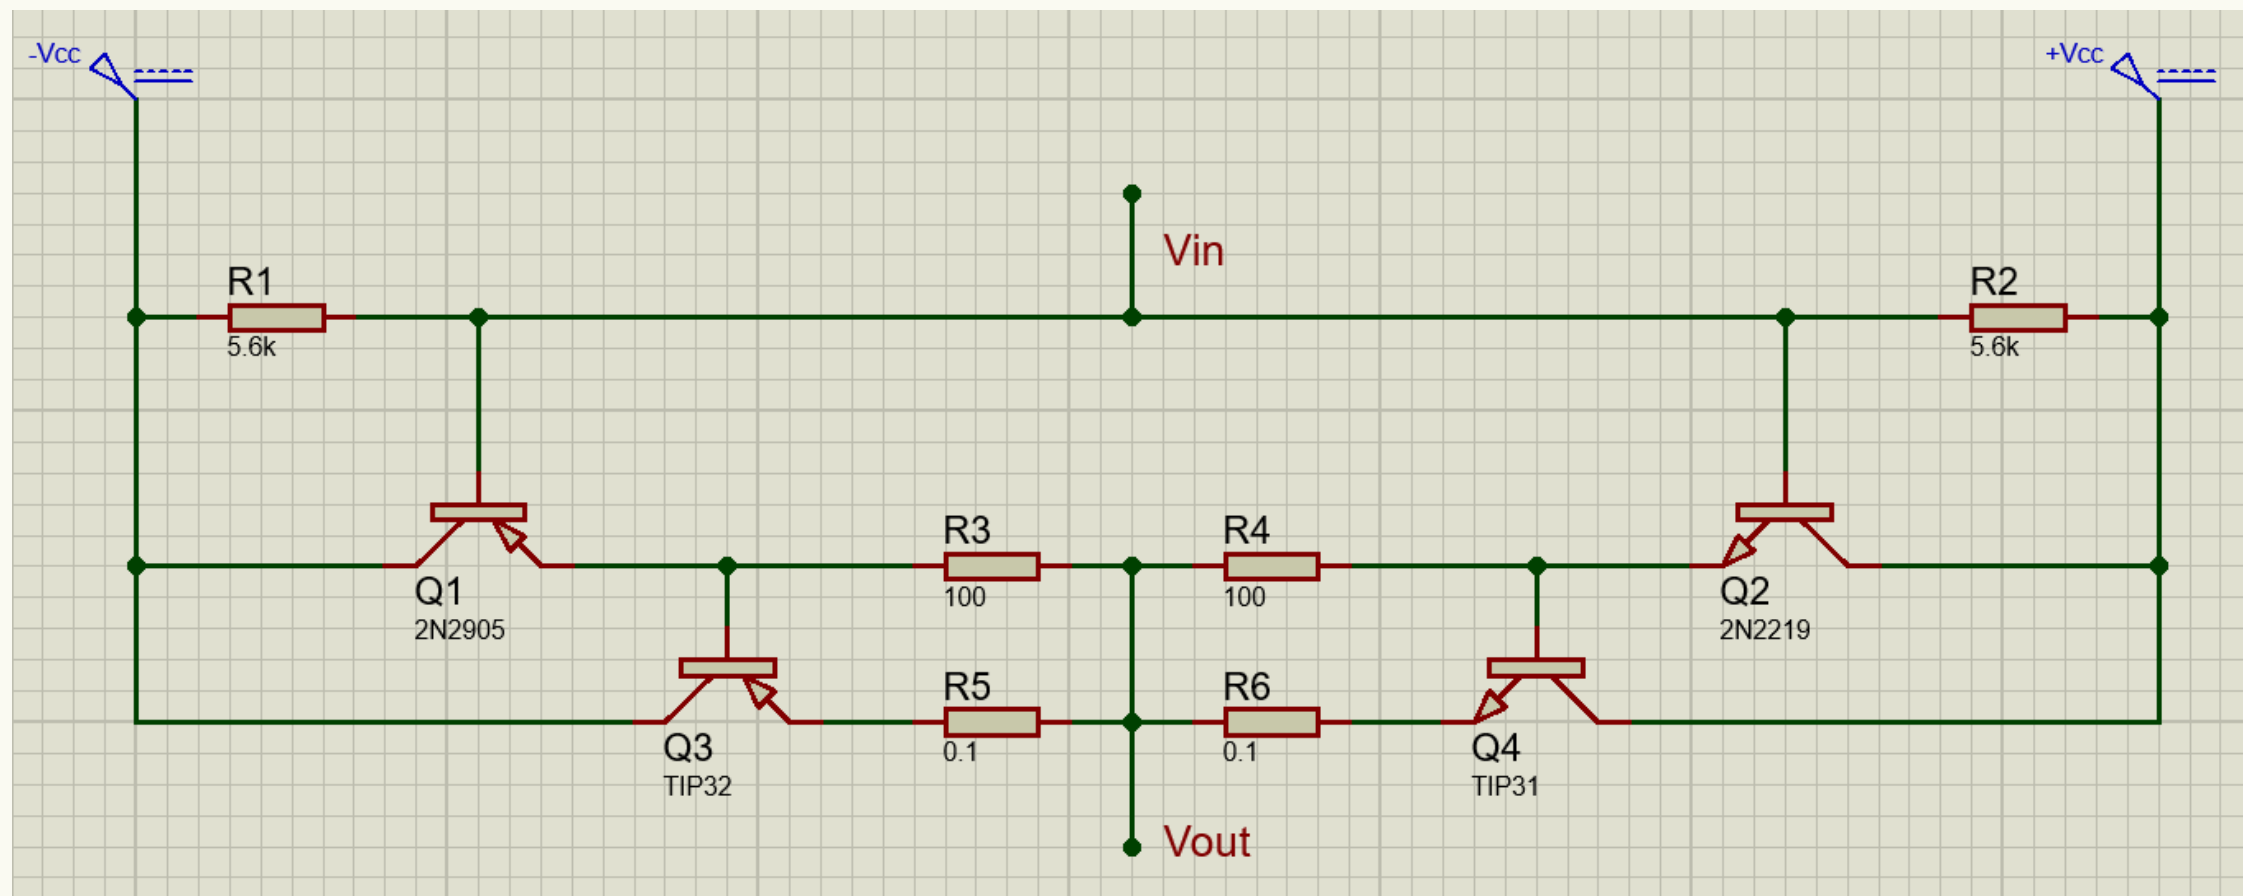 -Vcc
+Vcc
Vin
R1
5.6k
R2
5.6k
R3
100
R4
100
Q1
2N2905
Q2
2N2219
R5
0.1
R6
0.1
Q3
TIP32
Q4
TIP31
Vout